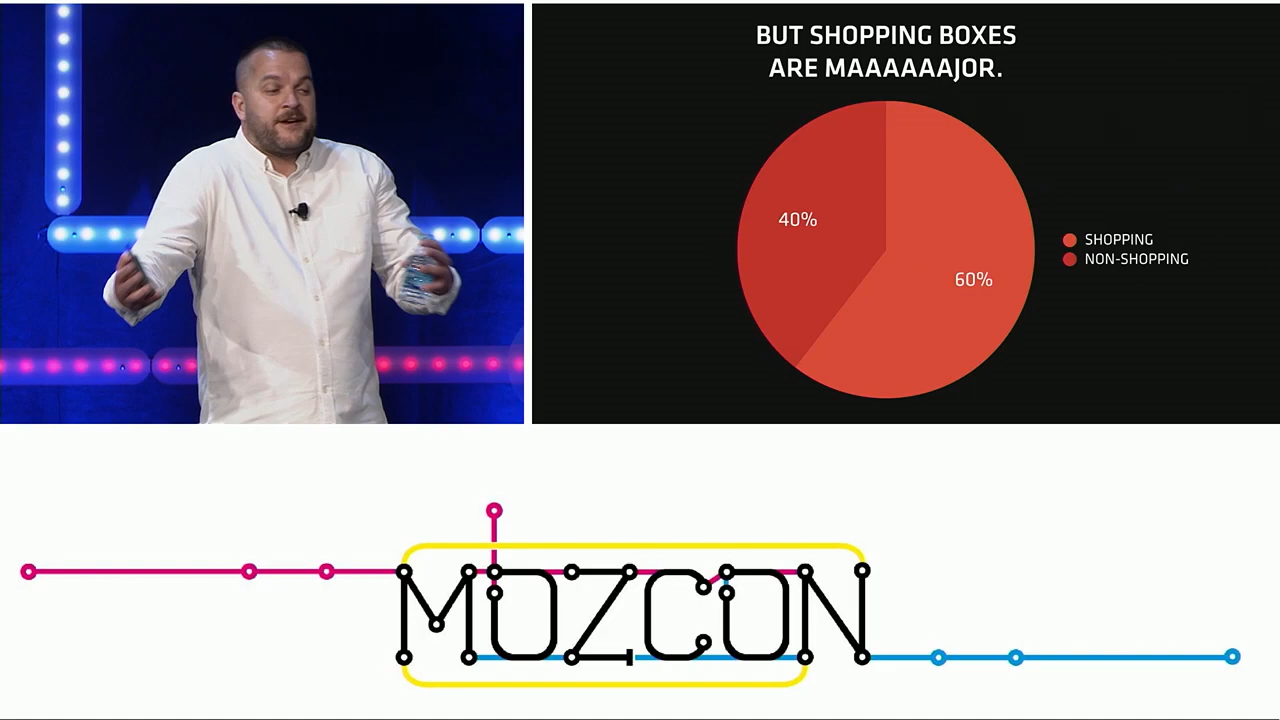 BUT SHOPPING BOXES
ARE MAAAAAAJOR.
40%
60%
SHOPPING
NON-SHOPPING
MOZCON